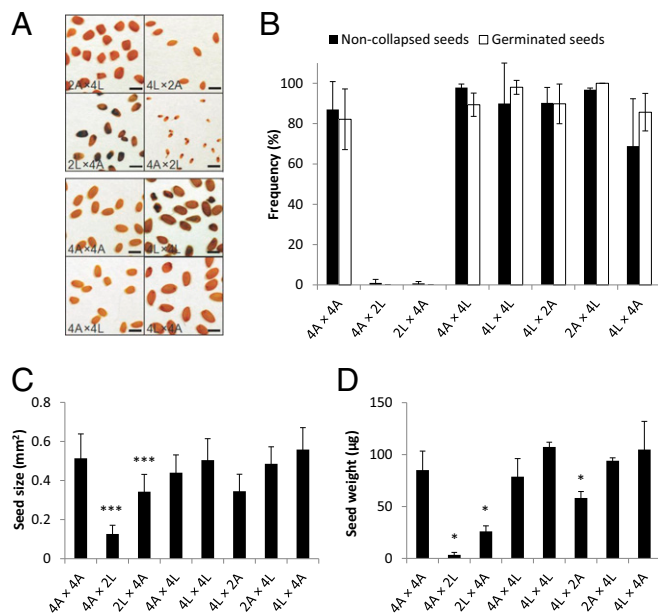 A
2A×4L 4L×2A
2L×4A 4A×2L
4A×4A 4L×4L
4A×4L 4L×4A
B
■ Non-collapsed seeds □ Germinated seeds
Frequency (%)
100
80
60
40
20
0
4A × 4A
4A × 2L
2L × 4A
4A × 4L
4L × 4L
4L × 2A
2A × 4L
4L × 4A
C
Seed size (mm²)
0.8
0.6
0.4
0.2
0
***
***
4A × 4A
4A × 2L
2L × 4A
4A × 4L
4L × 4L
4L × 2A
2A × 4L
4L × 4A
D
Seed weight (µg)
150
100
50
0
*
*
*
4A × 4A
4A × 2L
2L × 4A
4A × 4L
4L × 4L
4L × 2A
2A × 4L
4L × 4A